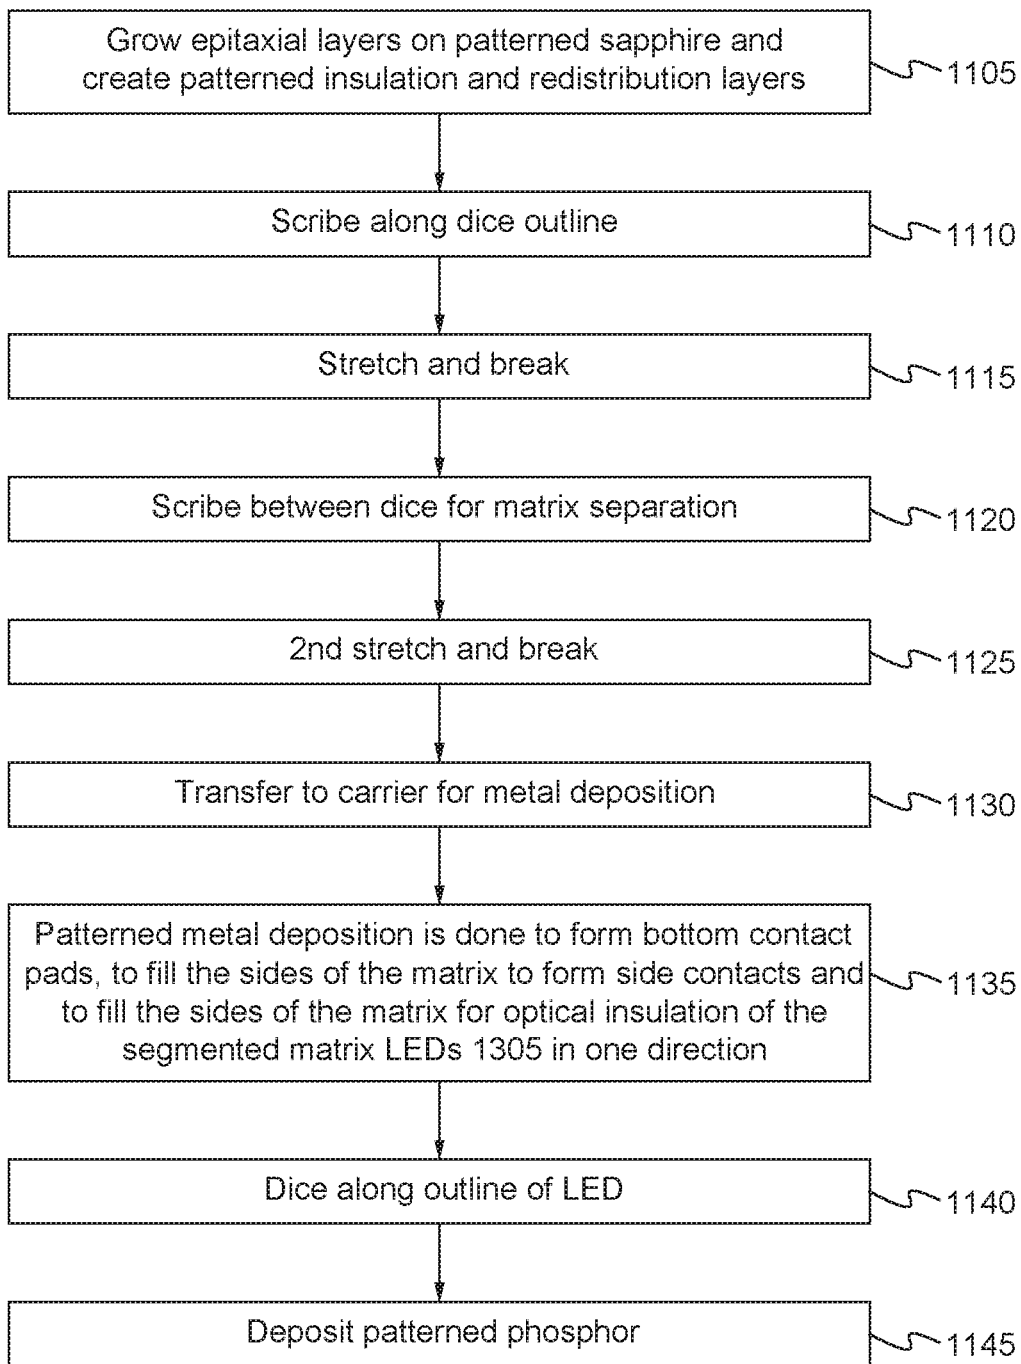 Grow epitaxial layers on patterned sapphire and
create patterned insulation and redistribution layers
1105
Scribe along dice outline
1110
Stretch and break
1115
Scribe between dice for matrix separation
1120
2nd stretch and break
1125
Transfer to carrier for metal deposition
1130
Patterned metal deposition is done to form bottom contact
pads, to fill the sides of the matrix to form side contacts and
to fill the sides of the matrix for optical insulation of the
segmented matrix LEDs 1305 in one direction
1135
Dice along outline of LED
1140
Deposit patterned phosphor
1145